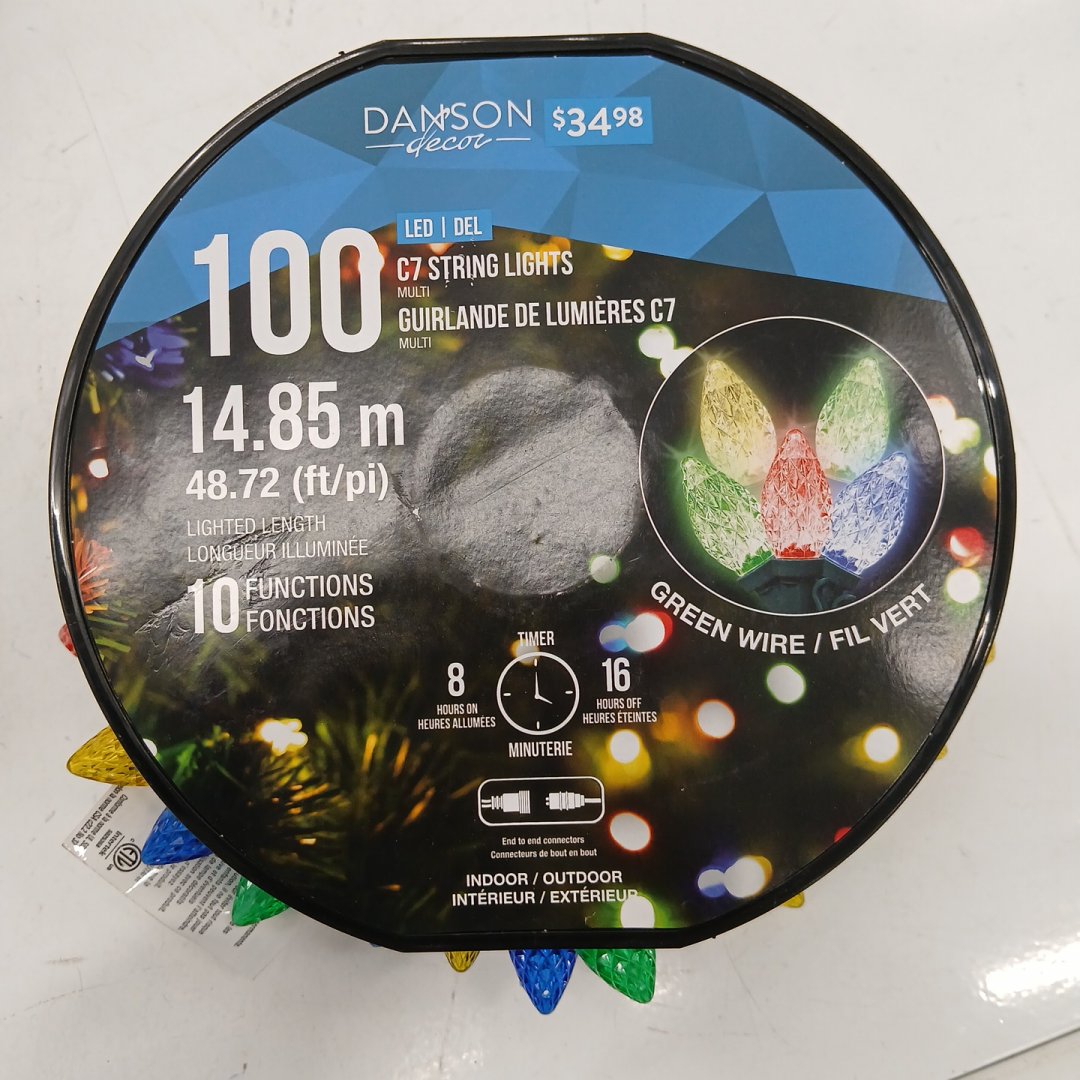 DANSON
decor
$34.98
LED | DEL
100
C7 STRING LIGHTS
MULTI
GUIRLANDE DE LUMIÈRES C7
MULTI
14.85 m
48.72 (ft/pi)
LIGHTED LENGTH
LONGUEUR ILLUMINÉE
10 FUNCTIONS
FONCTIONS
GREEN WIRE / FIL VERT
TIMER
8
HOURS ON
HEURES ALLUMÉES
16
HOURS OFF
HEURES ÉTEINTES
MINUTERIE
End to end connectors
Connecteurs de bout en bout
INDOOR / OUTDOOR
INTÉRIEUR / EXTÉRIEUR
Intertek